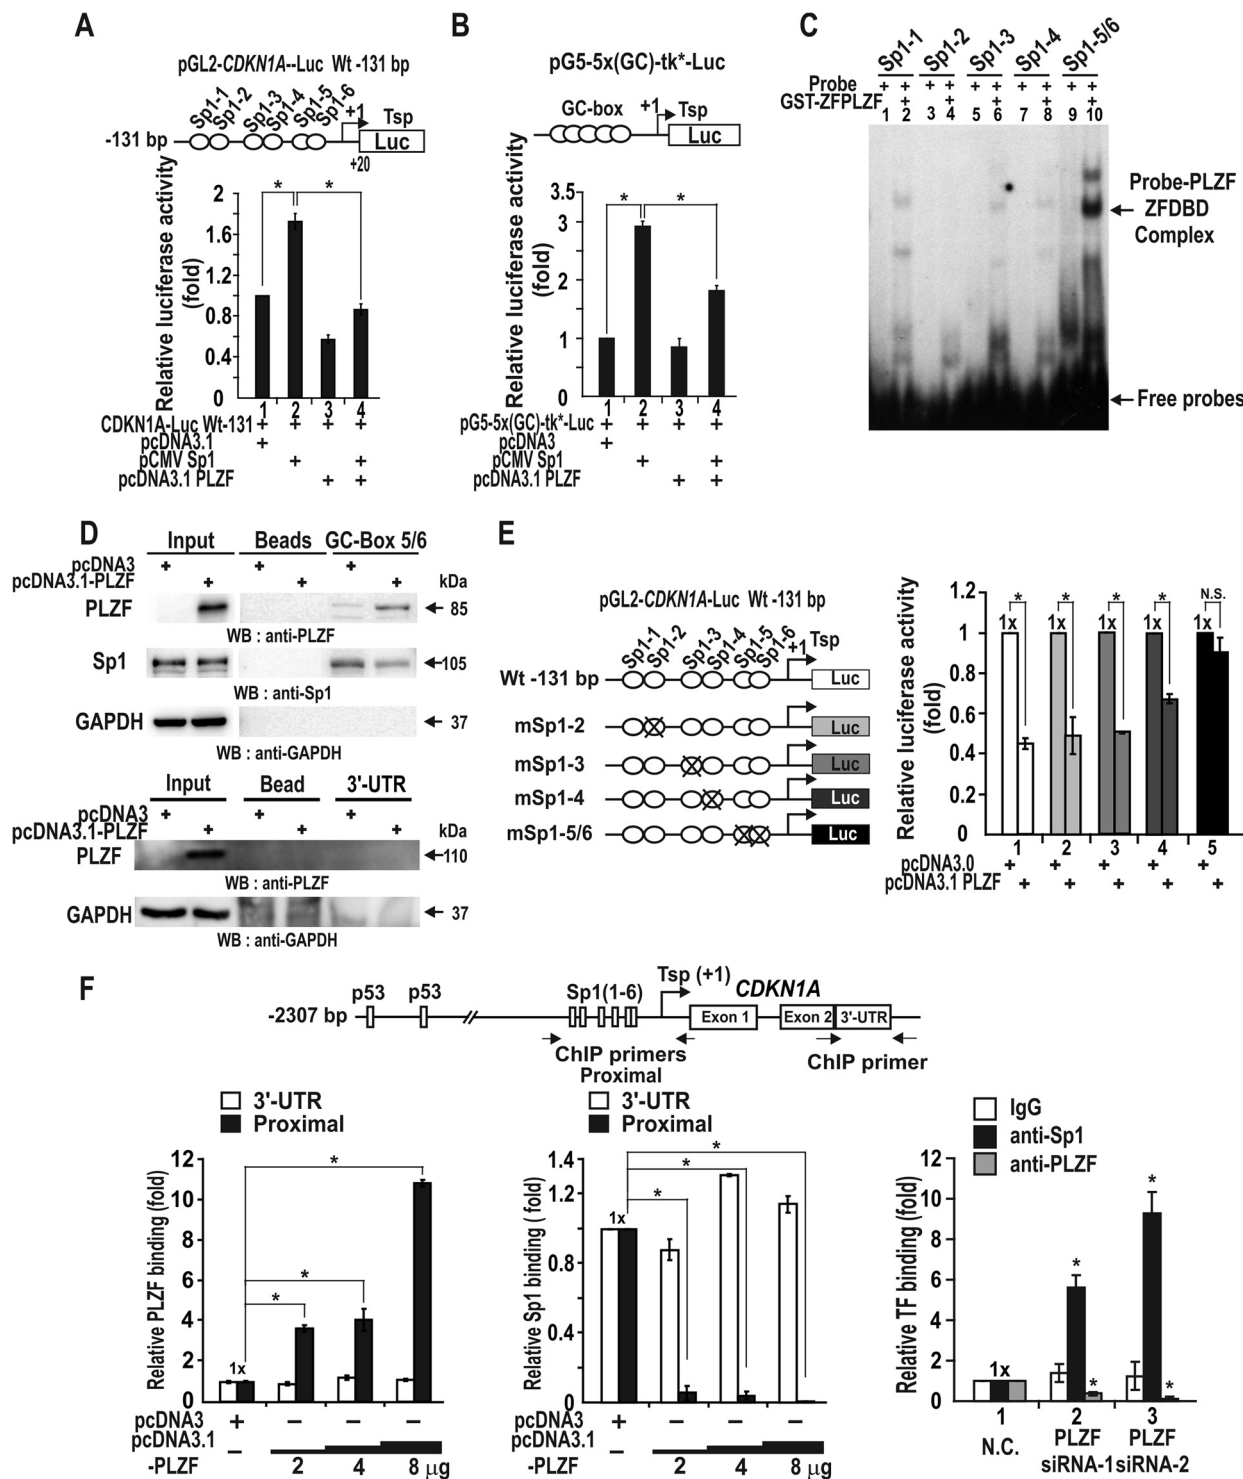 A
pGL2-CDKN1A--Luc Wt -131 bp
Sp1-1 Sp1-2 Sp1-3 Sp1-4 Sp1-5 Sp1-6
+1 Tsp
-131 bp
Luc
+20
Relative luciferase activity
(fold)
* *
2
1.6
1.2
0.8
0.4
0
1 2 3 4
CDKN1A-Luc Wt-131 + + + +
pcDNA3.1 +
pCMV Sp1 + +
pcDNA3.1 PLZF + +
B
pG5-5x(GC)-tk*-Luc
GC-box +1 Tsp
Luc
Relative luciferase activity
(fold)
* *
3.5
3
2
1
0
1 2 3 4
pG5-5x(GC)-tk*-Luc + + + +
pcDNA3 +
pCMV Sp1 + +
pcDNA3.1 PLZF + +
C
Sp1-1 Sp1-2 Sp1-3 Sp1-4 Sp1-5/6
Probe + + + + + + + + + +
GST-ZFPLZF + + + + +
1 2 3 4 5 6 7 8 9 10
Probe-PLZF
ZFDBD
Complex
Free probes
D
Input Beads GC-Box 5/6
pcDNA3 + + +
pcDNA3.1-PLZF + + + kDa
PLZF 85
WB : anti-PLZF
Sp1 105
WB : anti-Sp1
GAPDH 37
WB : anti-GAPDH
Input Bead 3'-UTR
pcDNA3 + + +
pcDNA3.1-PLZF + + + kDa
PLZF 110
WB : anti-PLZF
GAPDH 37
WB : anti-GAPDH
E
pGL2-CDKN1A-Luc Wt -131 bp
Sp1-1 Sp1-2 Sp1-3 Sp1-4 Sp1-5 Sp1-6
+1 Tsp
Wt -131 bp Luc
mSp1-2 Luc
mSp1-3 Luc
mSp1-4 Luc
mSp1-5/6 Luc
Relative luciferase activity
(fold)
1.2
1
0.8
0.6
0.4
0.2
0
* * * * N.S.
1x 1x 1x 1x 1x
1 2 3 4 5
pcDNA3.0 + + + + +
pcDNA3.1 PLZF + + + + +
F
Tsp (+1)
p53 p53 Sp1(1-6) CDKN1A
-2307 bp
Exon 1 Exon 2 3'-UTR
ChIP primers
Proximal
ChIP primer
3'-UTR
Proximal
Relative PLZF binding (fold)
12
10
8
6
4
2
0
1x
* * *
pcDNA3 + – – –
pcDNA3.1
-PLZF – 2 4 8 µg
3'-UTR
Proximal
Relative Sp1 binding ( fold)
1.4
1.2
0.8
0.4
0
1x
* * *
pcDNA3 + – – –
pcDNA3.1
-PLZF – 2 4 8 µg
IgG
anti-Sp1
anti-PLZF
Relative TF binding (fold)
12
10
8
6
4
2
0
1x
* * * *
1 2 3
N.C. PLZF siRNA-1 PLZF siRNA-2